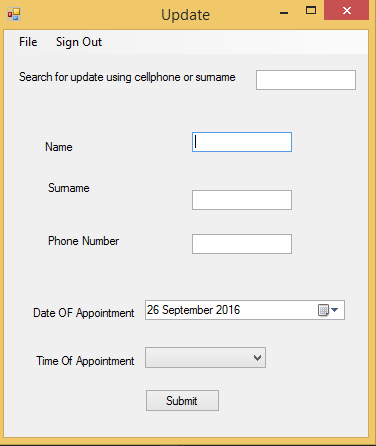 Update
File Sign Out
Search for update using cellphone or surname
Name
Surname
Phone Number
Date OF Appointment 26 September 2016
Time Of Appointment
Submit